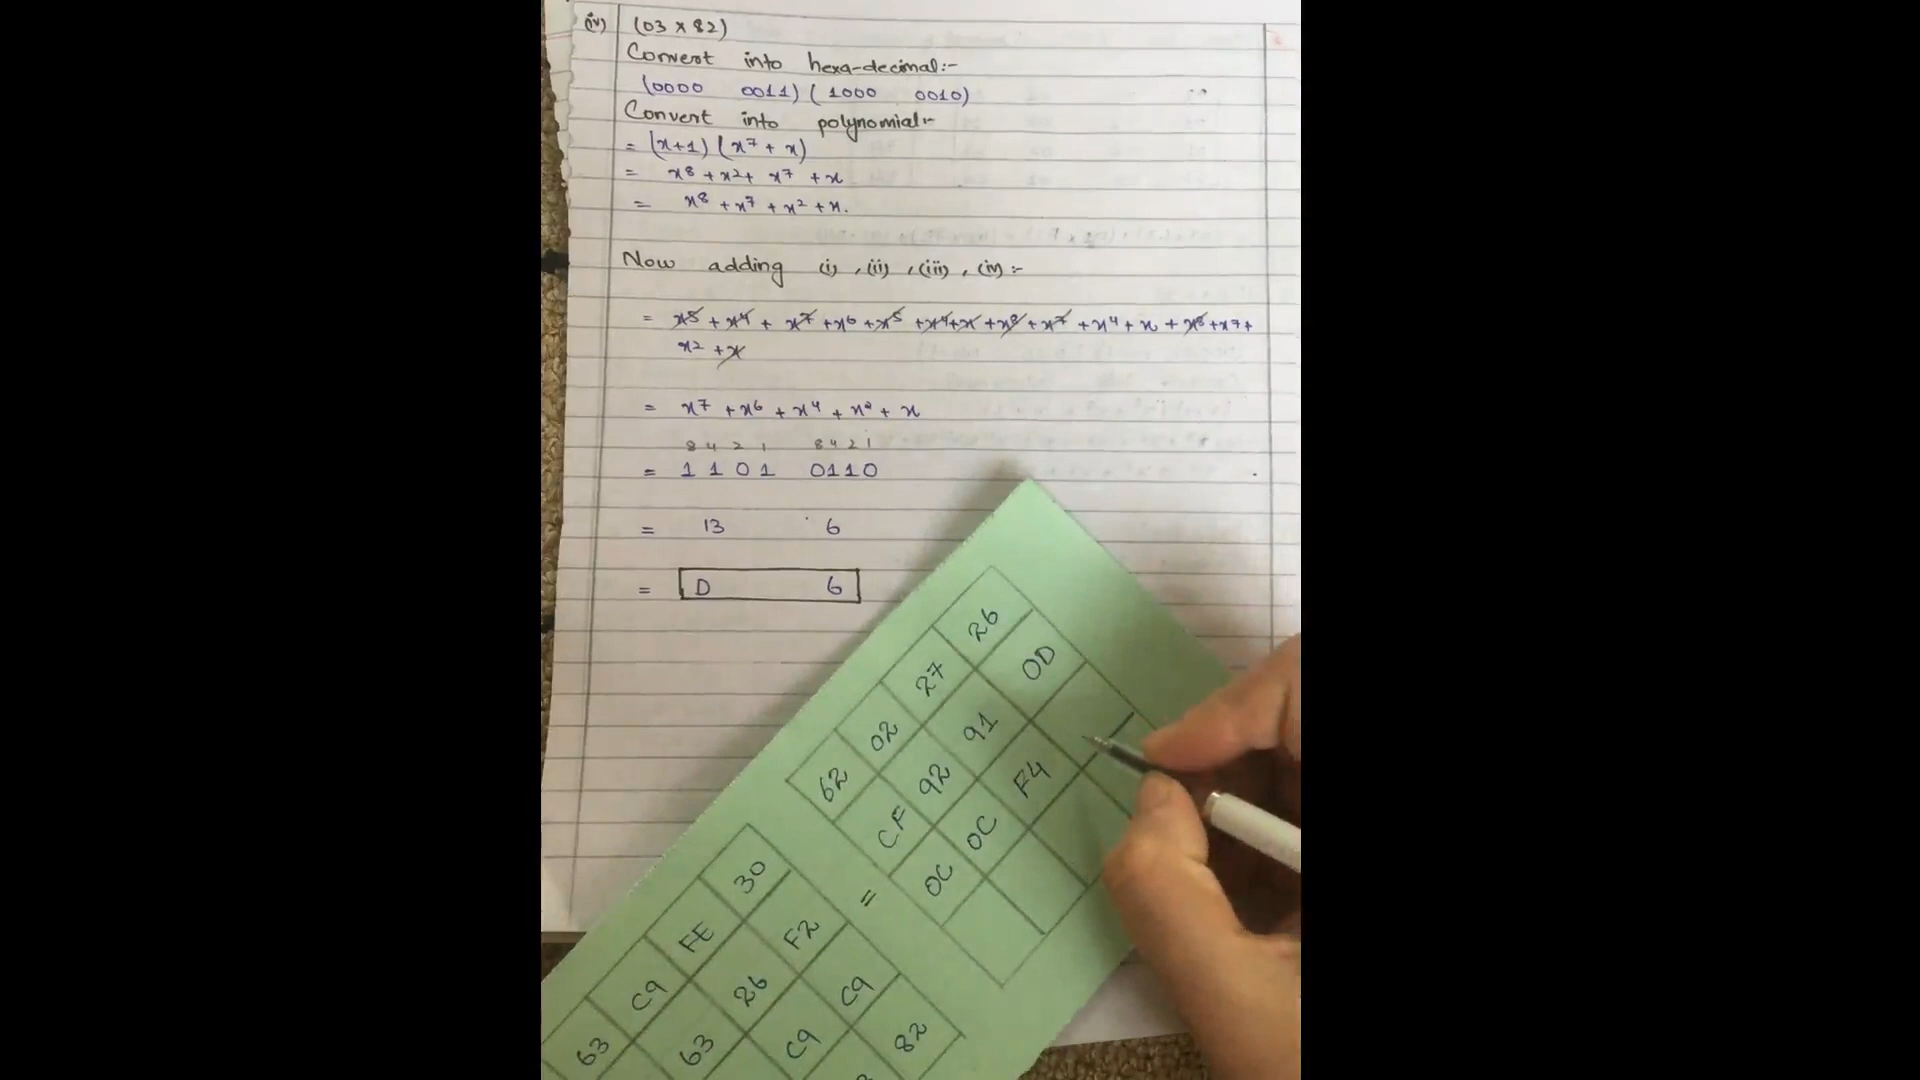 (iv) (03 × 82)
Convert into hexa-decimal:-
(0000 0011) (1000 0010)
Convert into polynomial:-
= (x+1) (x⁷ + x)
= x⁸ + x² + x⁷ + x
= x⁸ + x⁷ + x² + x.
Now adding (i), (ii), (iii), (iv):-
= x⁵ + x⁴ + x⁷ + x⁶ + x⁵ + x⁴ + x + x⁸ + x⁷ + x⁴ + x + x⁸ + x⁷ +
x² + x
= x⁷ + x⁶ + x⁴ + x² + x
8 4 2 1 8 4 2 1
= 1 1 0 1 0110
= 13 6
= D 6
62 02 27 26
CF 92 91 0D
0C 0C F4
=
63 C9 FE 30
63 26 F2
C9 C9
82